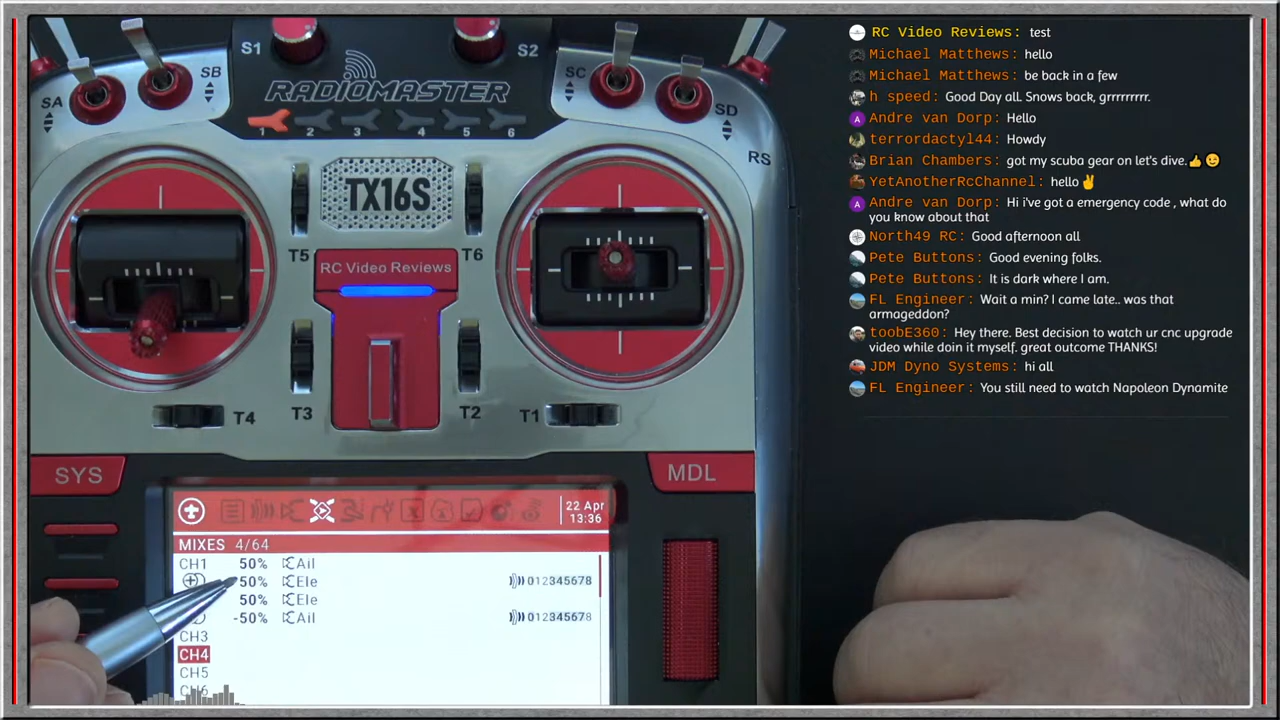 S1
S2
SA
SB
SC
SD
RADIOMASTER
1 2 3 4 5 6
RS
TX16S
T5
T6
RC Video Reviews
T4
T3
T2
T1
SYS
MDL
22 Apr
13:36
MIXES 4/64
CH1 50% Ail
50% Ele 012345678
50% Ele
-50% Ail 012345678
CH3
CH4
CH5
CH6
RC Video Reviews: test
Michael Matthews: hello
Michael Matthews: be back in a few
h speed: Good Day all. Snows back, grrrrrrrr.
A Andre van Dorp: Hello
terrordactyl44: Howdy
Brian Chambers: got my scuba gear on let's dive.👍😉
YetAnotherRcChannel: hello✌
A Andre van Dorp: Hi i've got a emergency code , what do
you know about that
North49 RC: Good afternoon all
Pete Buttons: Good evening folks.
Pete Buttons: It is dark where I am.
FL Engineer: Wait a min? I came late.. was that
armageddon?
toobE360: Hey there. Best decision to watch ur cnc upgrade
video while doin it myself. great outcome THANKS!
JDM Dyno Systems: hi all
FL Engineer: You still need to watch Napoleon Dynamite